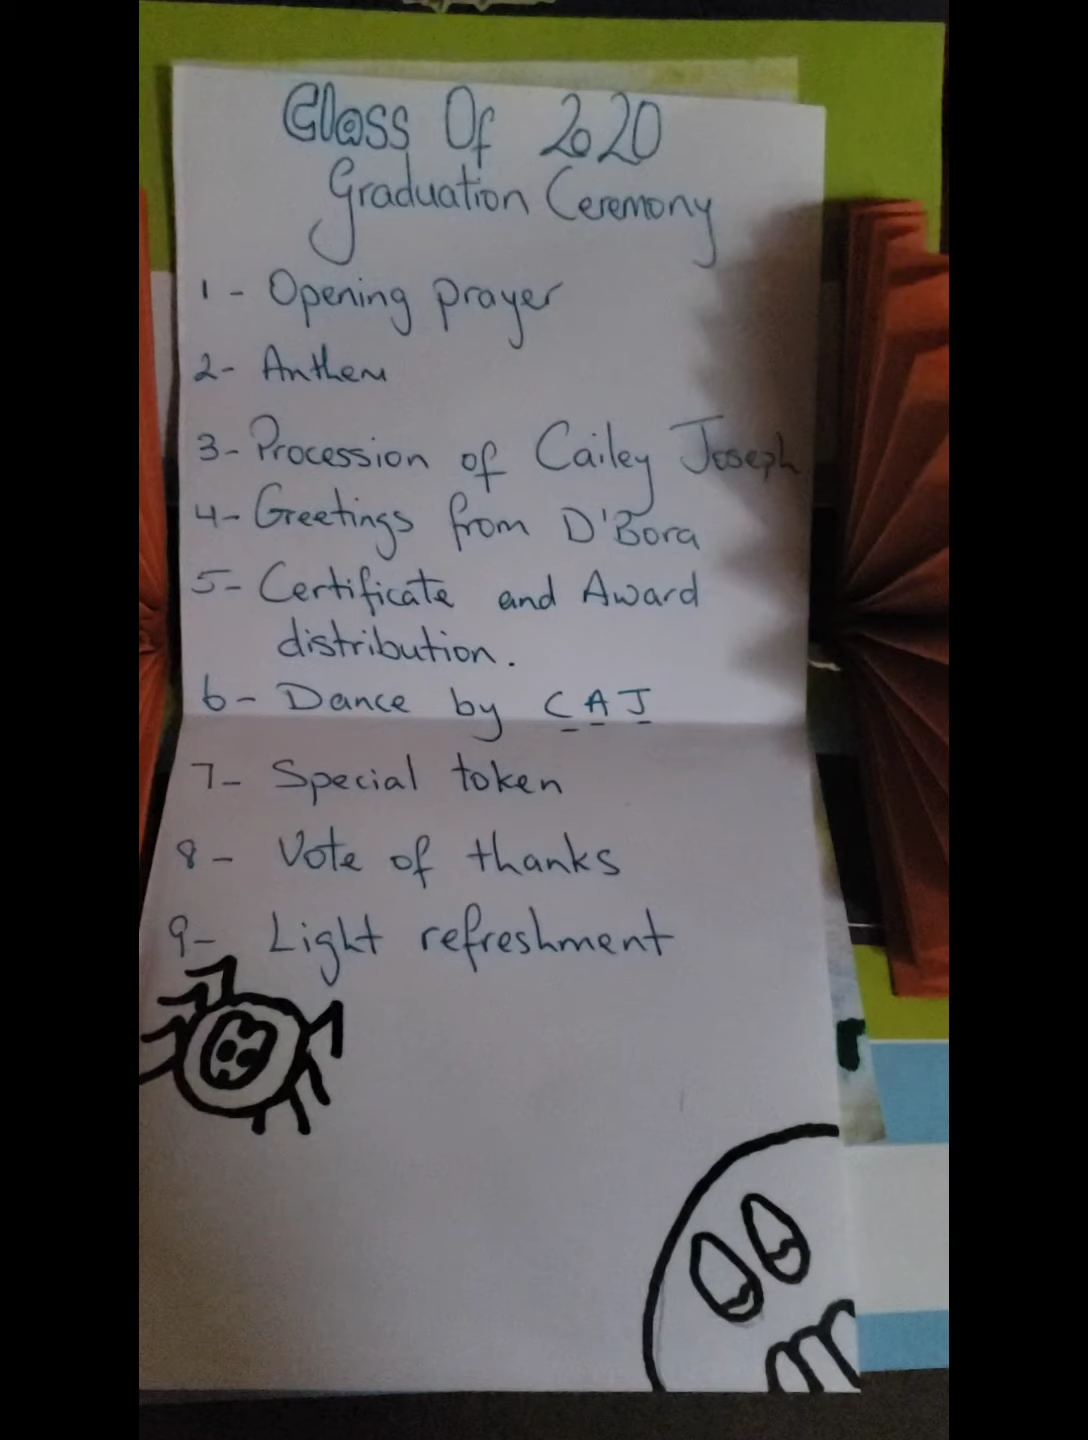 Class Of 2020
Graduation Ceremony
1 - Opening prayer
2- Anthem
3- Procession of Cailey Joseph
4- Greetings from D'Bora
5- Certificate and Award
distribution.
6- Dance by C A J
7- Special token
8- Vote of thanks
9- Light refreshment